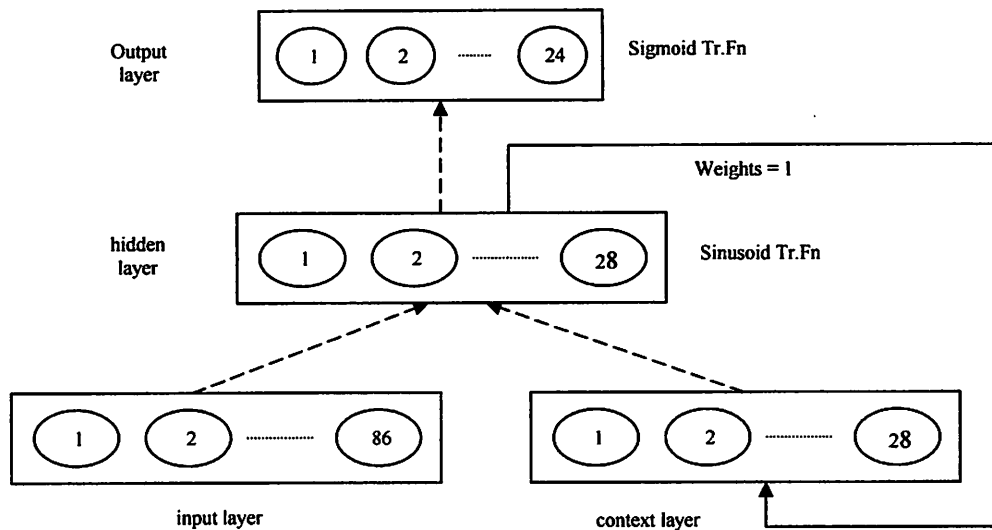 Output
layer
1 2 ........ 24
Sigmoid Tr.Fn
Weights = 1
hidden
layer
1 2 ................ 28
Sinusoid Tr.Fn
1 2 ................ 86
1 2 ................ 28
input layer
context layer